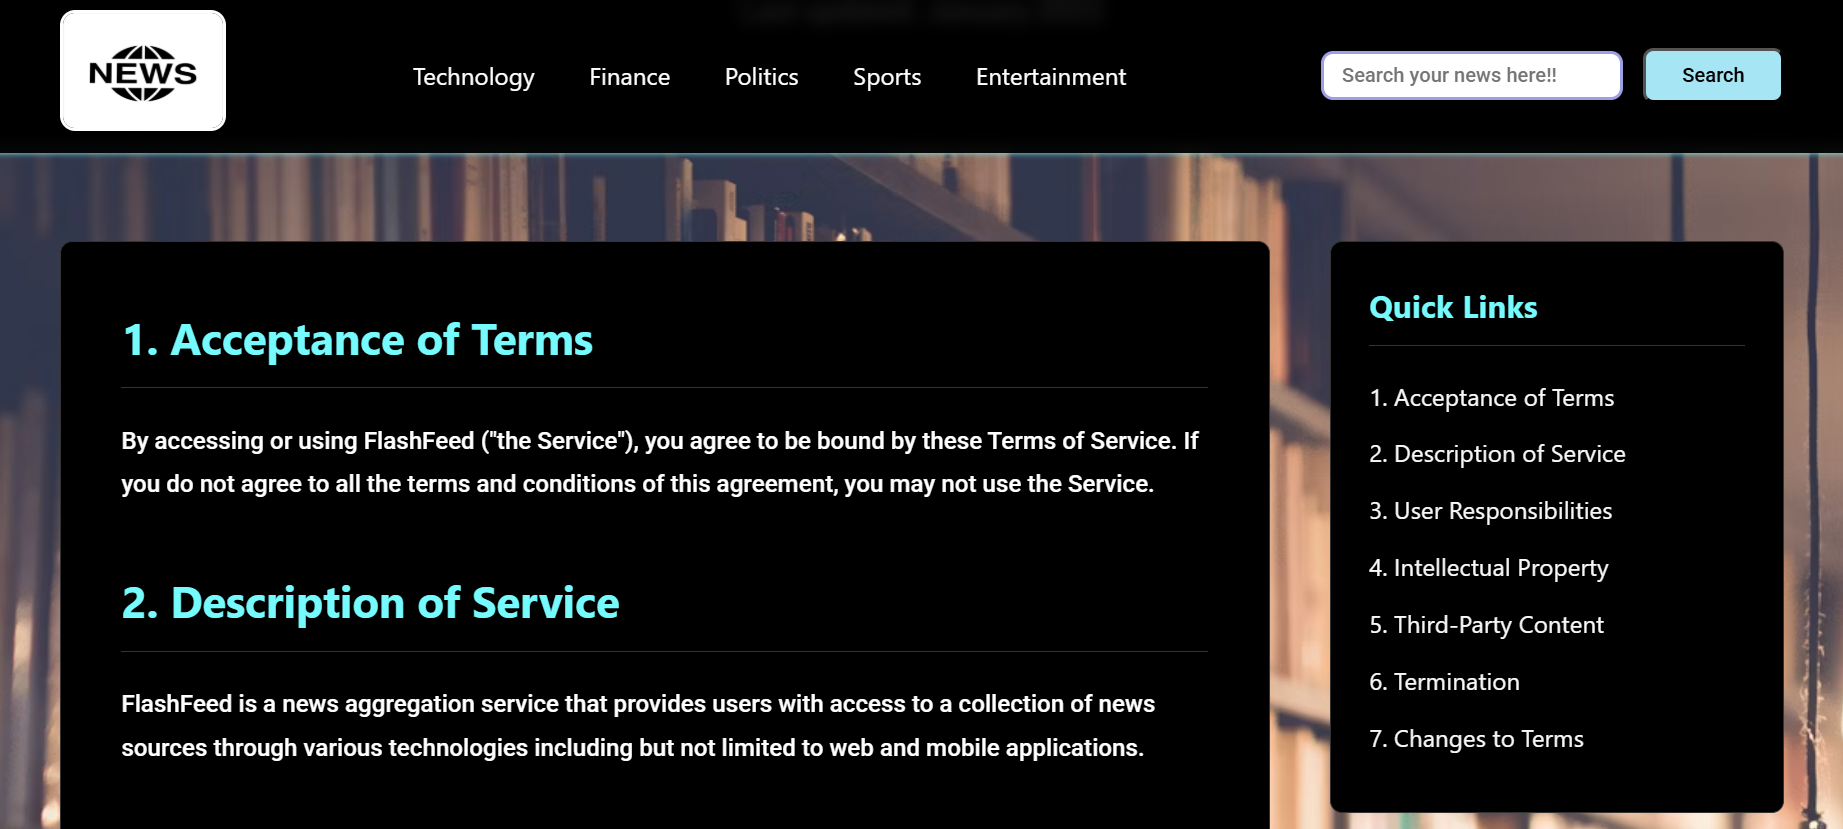 NEWS
Technology
Finance
Politics
Sports
Entertainment
Search your news here!!
Search
1. Acceptance of Terms
By accessing or using FlashFeed ("the Service"), you agree to be bound by these Terms of Service. If
you do not agree to all the terms and conditions of this agreement, you may not use the Service.
2. Description of Service
FlashFeed is a news aggregation service that provides users with access to a collection of news
sources through various technologies including but not limited to web and mobile applications.
Quick Links
1. Acceptance of Terms
2. Description of Service
3. User Responsibilities
4. Intellectual Property
5. Third-Party Content
6. Termination
7. Changes to Terms